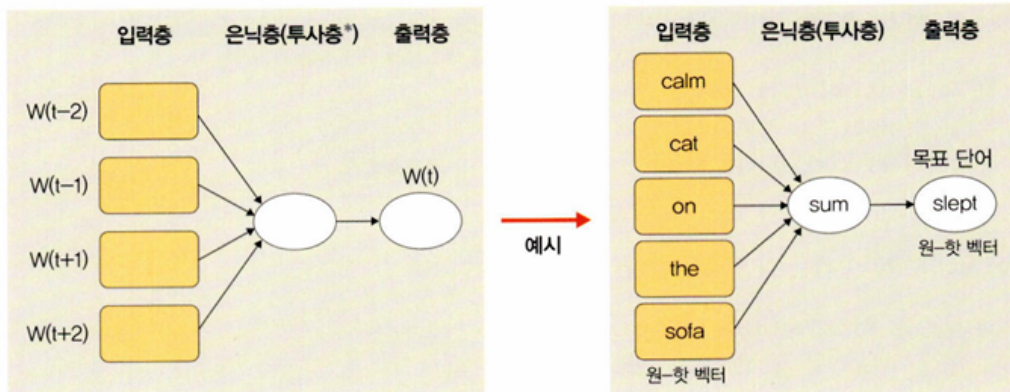 입력층 은닉층(투사층*) 출력층
W(t-2)
W(t-1)
W(t+1)
W(t+2)
W(t)
예시
입력층 은닉층(투사층) 출력층
calm
cat
on
the
sofa
원-핫 벡터
sum
목표 단어
slept
원-핫 벡터